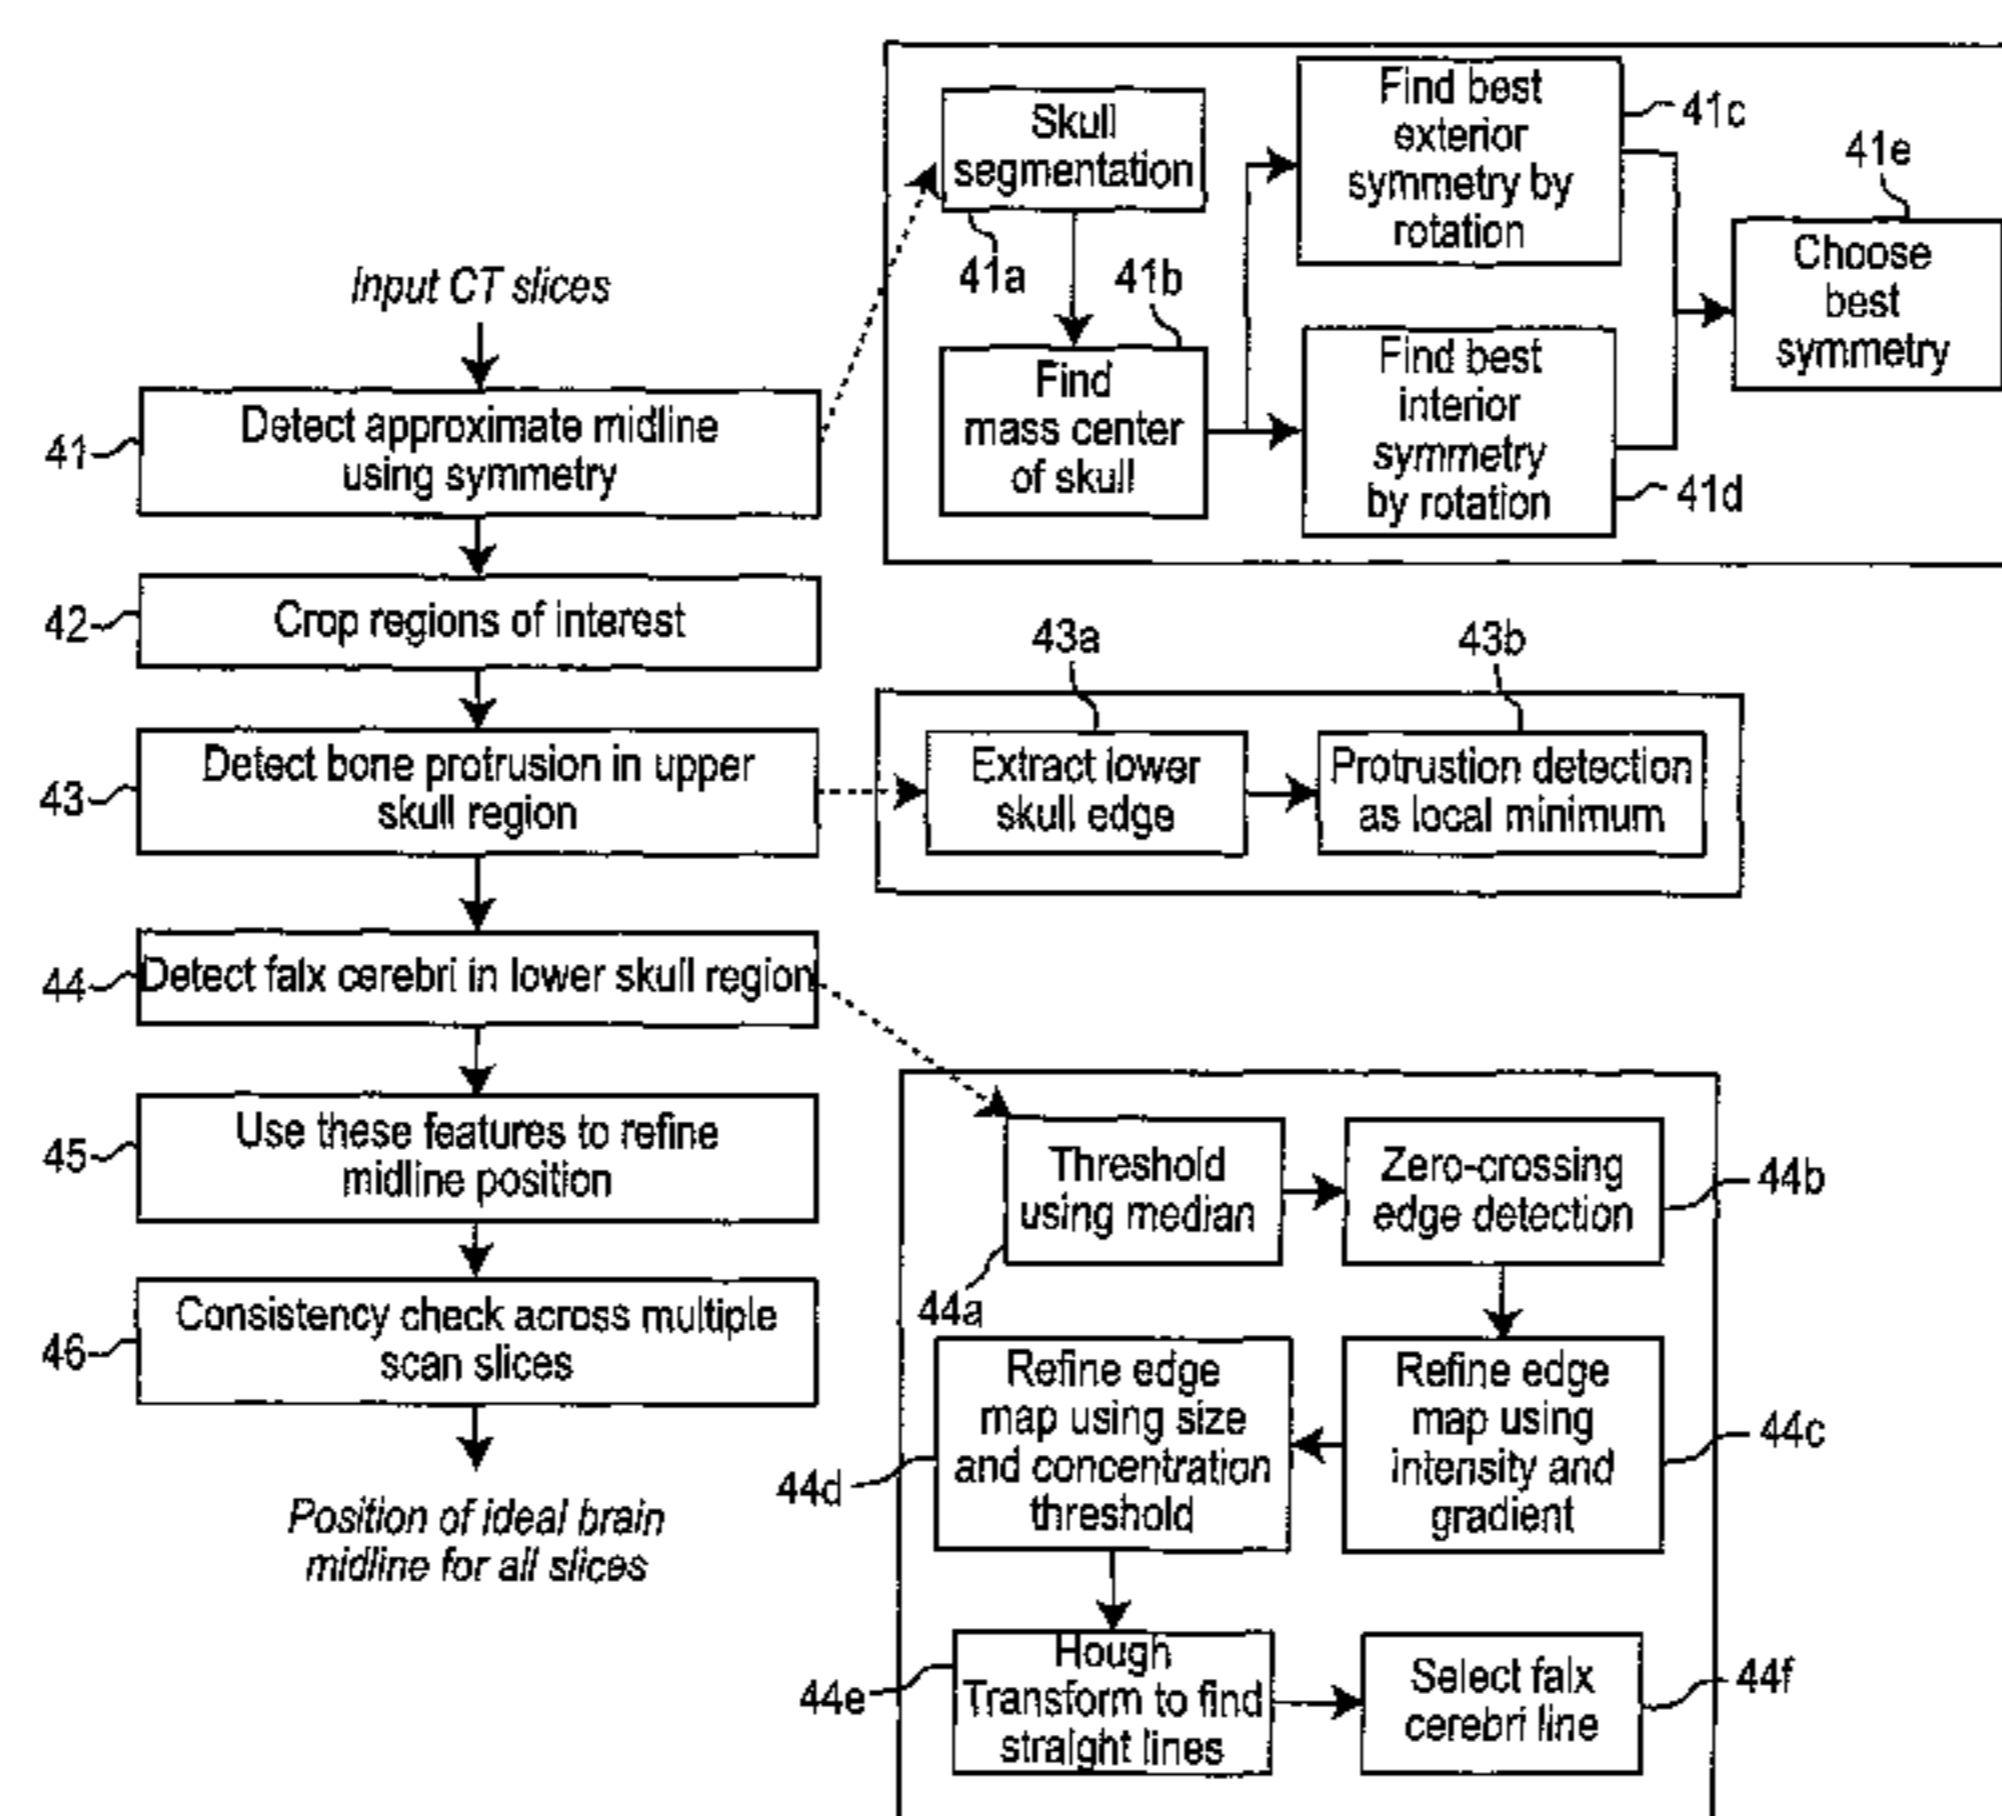 Input CT slices
41
Detect approximate midline
using symmetry
42
Crop regions of interest
43
Detect bone protrusion in upper
skull region
44
Detect falx cerebri in lower skull region
45
Use these features to refine
midline position
46
Consistency check across multiple
scan slices
Position of ideal brain
midline for all slices
Skull
segmentation
41a
41b
Find
mass center
of skull
Find best
exterior
symmetry by
rotation
41c
Find best
interior
symmetry
by rotation
41d
41e
Choose
best
symmetry
43a
Extract lower
skull edge
43b
Protrustion detection
as local minimum
Threshold
using median
44a
Zero-crossing
edge detection
44b
Refine edge
map using
intensity and
gradient
44c
Refine edge
map using size
and concentration
threshold
44d
Hough
Transform to find
straight lines
44e
Select falx
cerebri line
44f